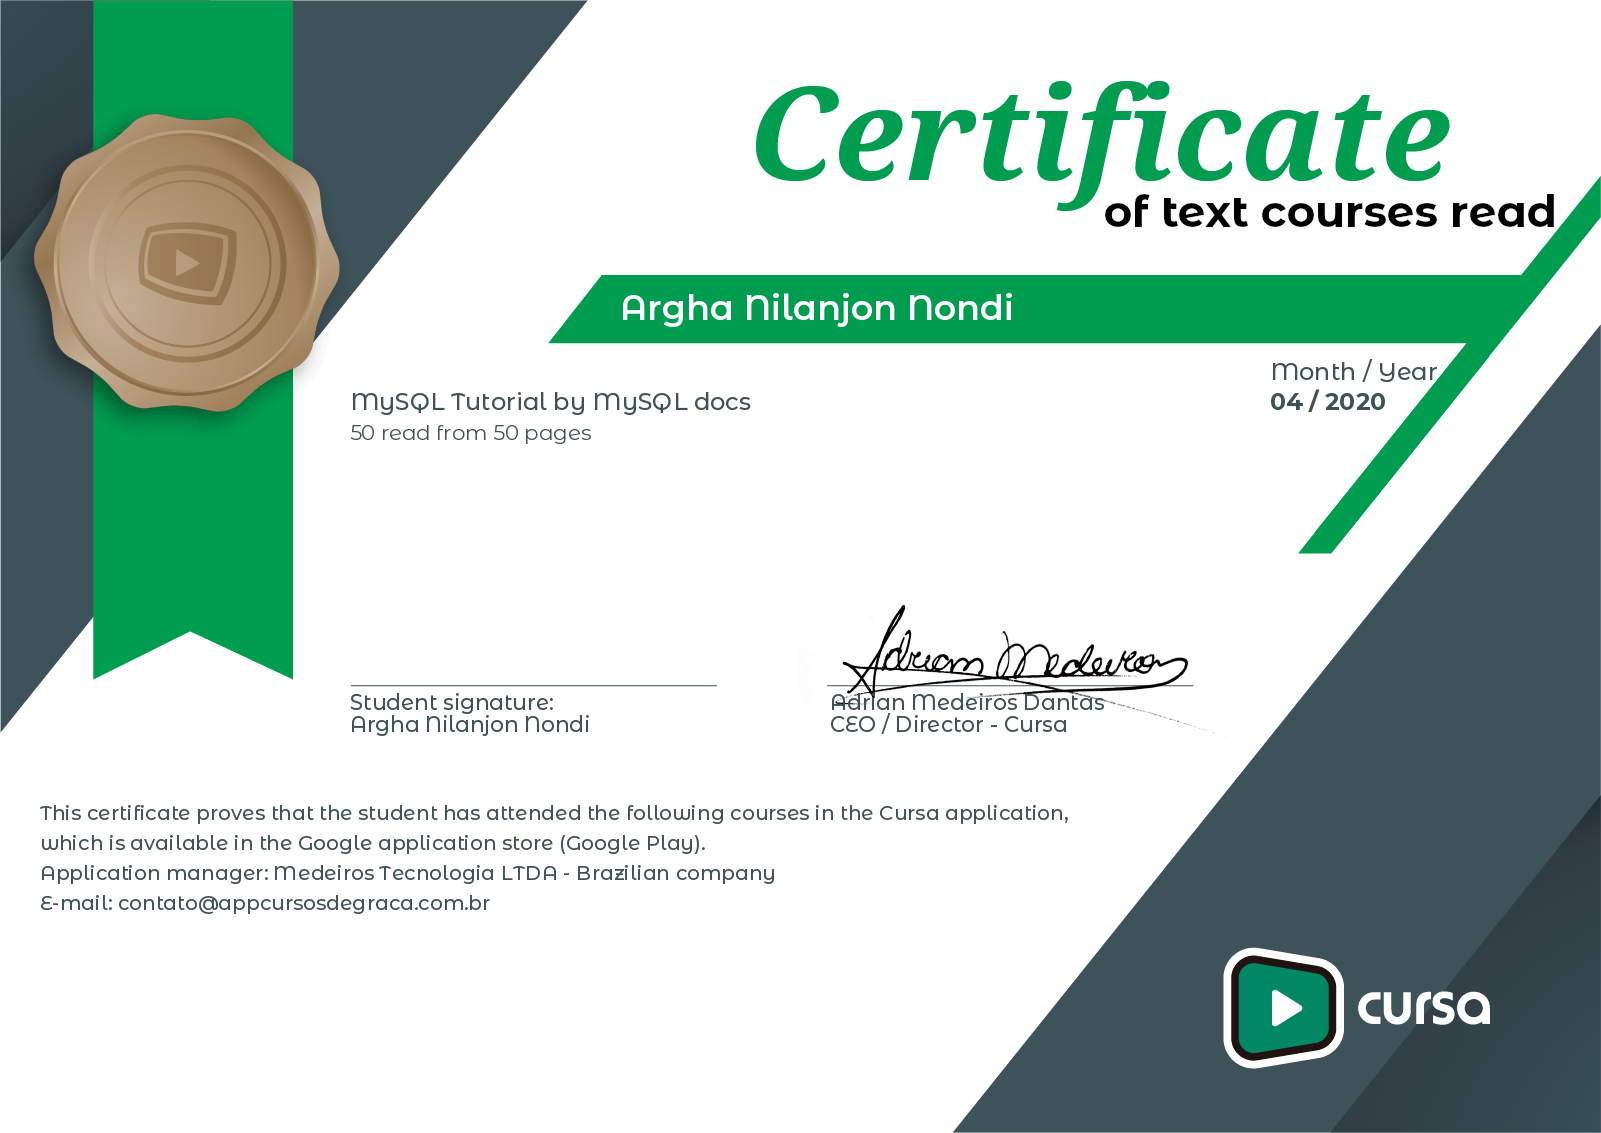 Certificate
of text courses read
Argha Nilanjon Nondi
Month / Year
04 / 2020
MySQL Tutorial by MySQL docs
50 read from 50 pages
Adrian Medeiros
Student signature:
Argha Nilanjon Nondi
Adrian Medeiros Dantas
CEO / Director - Cursa
This certificate proves that the student has attended the following courses in the Cursa application,
which is available in the Google application store (Google Play).
Application manager: Medeiros Tecnologia LTDA - Brazilian company
E-mail: contato@appcursosdegraca.com.br
cursa